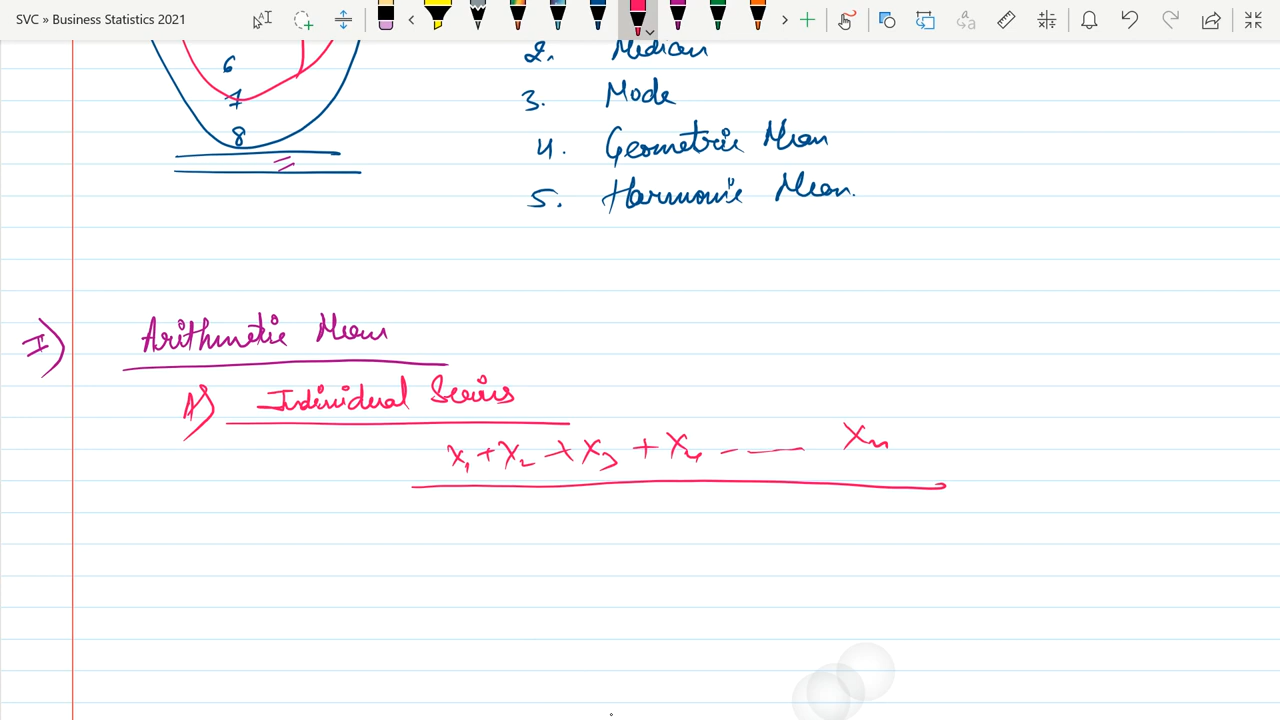 SVC » Business Statistics 2021
6
7
8
2. Median
3. Mode
4. Geometric Mean
5. Harmonic Mean.
I) Arithmetic Mean
A) Individual Series
X₁ + X₂ + X₃ + X₄ - — Xₙ